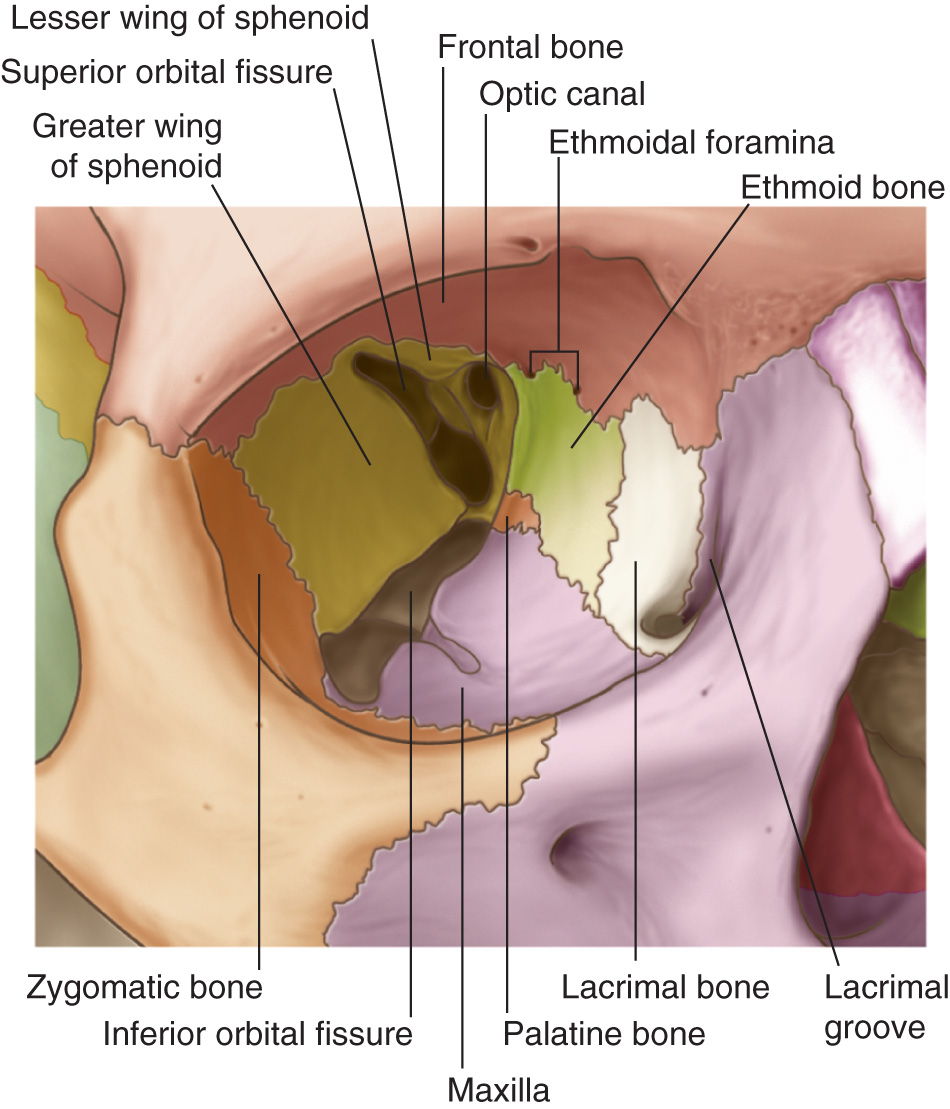 Lesser wing of sphenoid
Frontal bone
Superior orbital fissure
Optic canal
Greater wing
of sphenoid
Ethmoidal foramina
Ethmoid bone
Zygomatic bone
Lacrimal bone
Lacrimal
groove
Inferior orbital fissure
Palatine bone
Maxilla